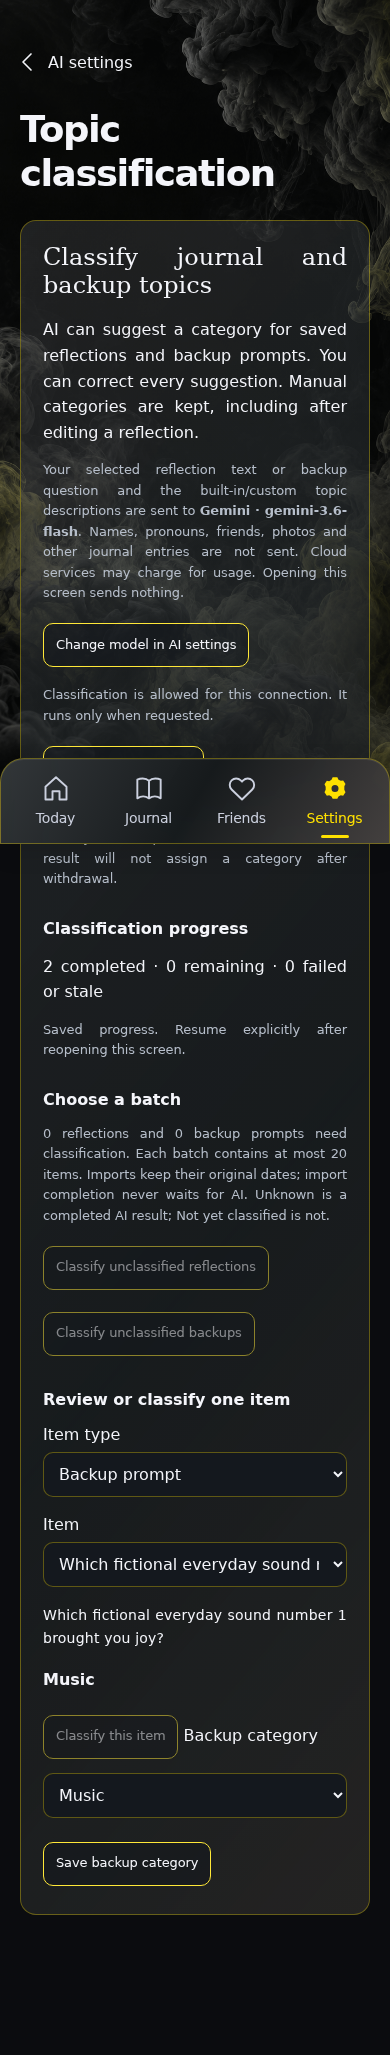 AI settings
Topic
classification
Classify journal and
backup topics
AI can suggest a category for saved
reflections and backup prompts. You
can correct every suggestion. Manual
categories are kept, including after
editing a reflection.
Your selected reflection text or backup
question and the built-in/custom topic
descriptions are sent to Gemini · gemini-3.6-
flash. Names, pronouns, friends, photos and
other journal entries are not sent. Cloud
services may charge for usage. Opening this
screen sends nothing.
Change model in AI settings
Classification is allowed for this connection. It
runs only when requested.
Today
Journal
Friends
Settings
result will not assign a category after
withdrawal.
Classification progress
2 completed · 0 remaining · 0 failed
or stale
Saved progress. Resume explicitly after
reopening this screen.
Choose a batch
0 reflections and 0 backup prompts need
classification. Each batch contains at most 20
items. Imports keep their original dates; import
completion never waits for AI. Unknown is a
completed AI result; Not yet classified is not.
Classify unclassified reflections
Classify unclassified backups
Review or classify one item
Item type
Backup prompt
Item
Which fictional everyday sound
Which fictional everyday sound number 1
brought you joy?
Music
Classify this item Backup category
Music
Save backup category